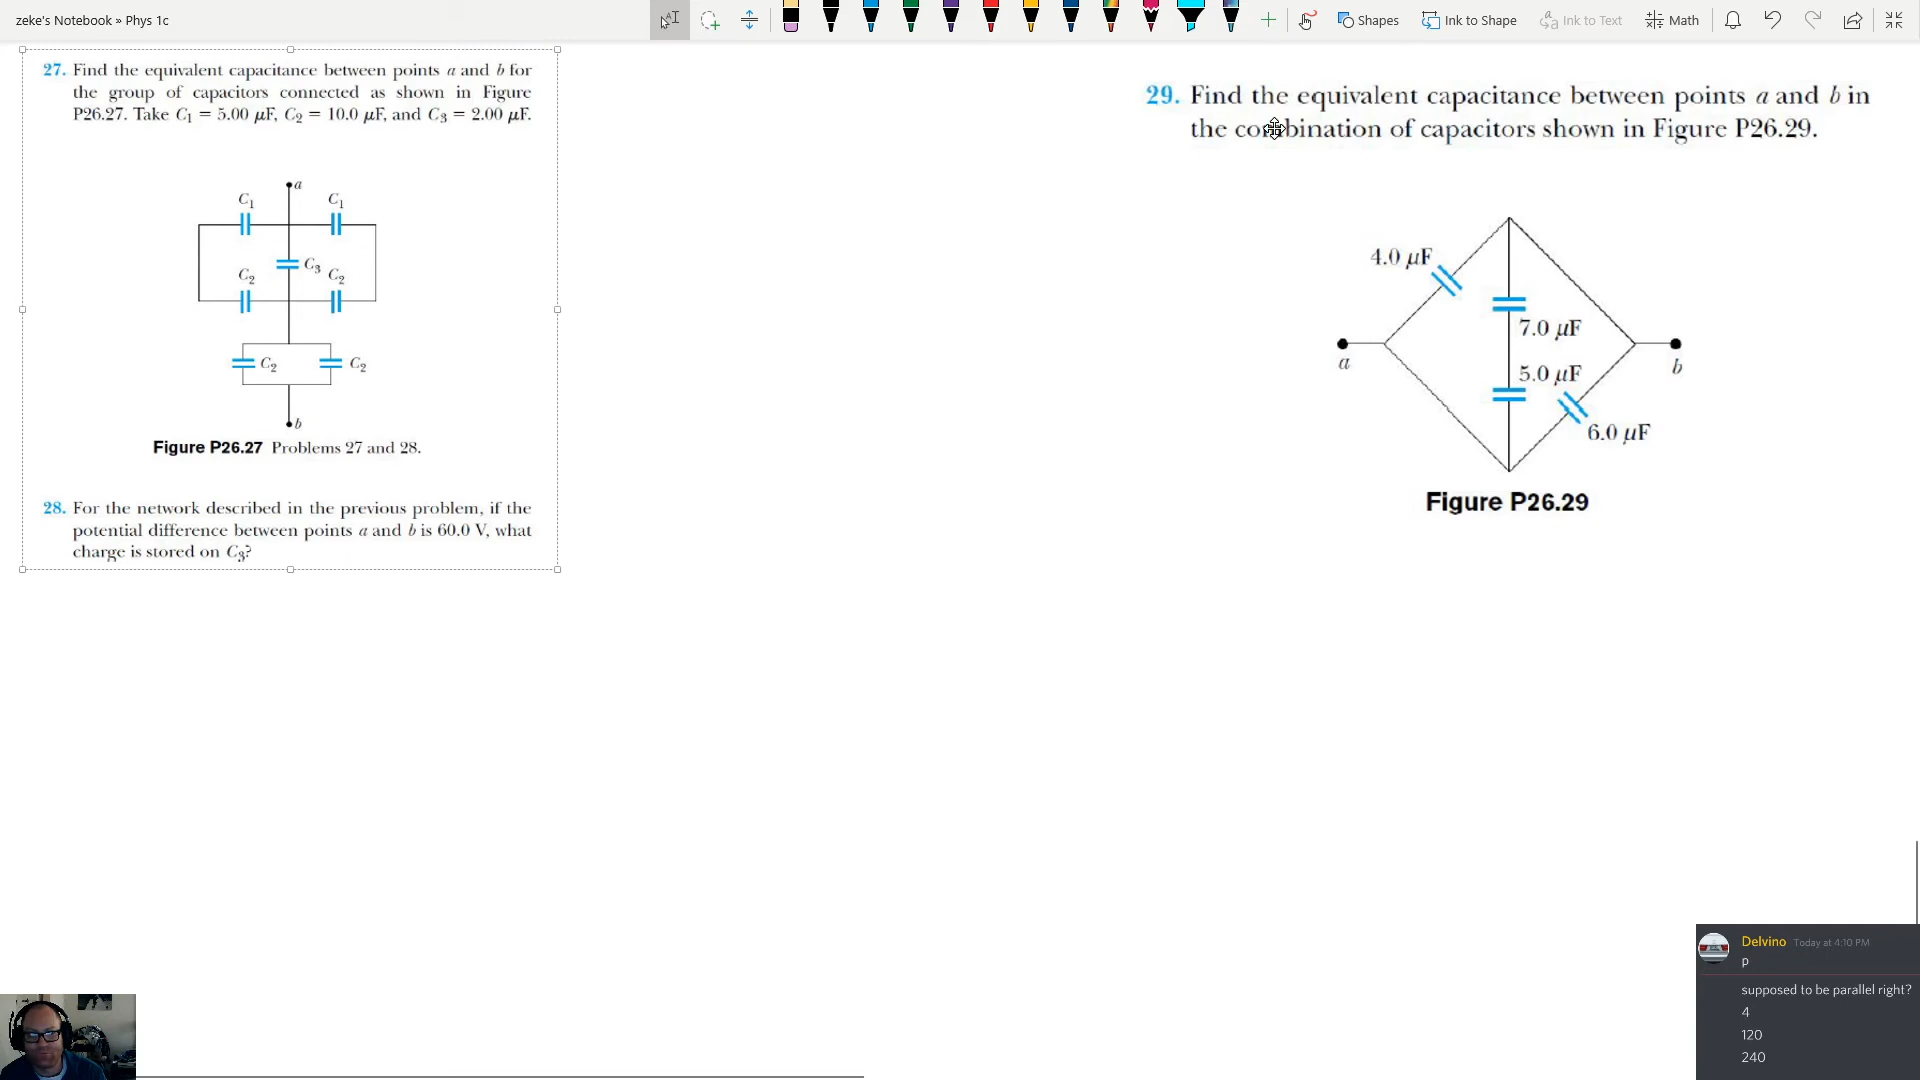 zeke's Notebook » Phys 1c
Shapes
Ink to Shape
Ink to Text
Math
27. Find the equivalent capacitance between points a and b for
the group of capacitors connected as shown in Figure
P26.27. Take C₁ = 5.00 μF, C₂ = 10.0 μF, and C₃ = 2.00 μF.
a
C₁ C₁
C₃
C₂ C₂
C₂ C₂
b
Figure P26.27 Problems 27 and 28.
28. For the network described in the previous problem, if the
potential difference between points a and b is 60.0 V, what
charge is stored on C₃?
29. Find the equivalent capacitance between points a and b in
the combination of capacitors shown in Figure P26.29.
4.0 μF
7.0 μF
a
b
5.0 μF
6.0 μF
Figure P26.29
Delvino Today at 4:10 PM
p
supposed to be parallel right?
4
120
240